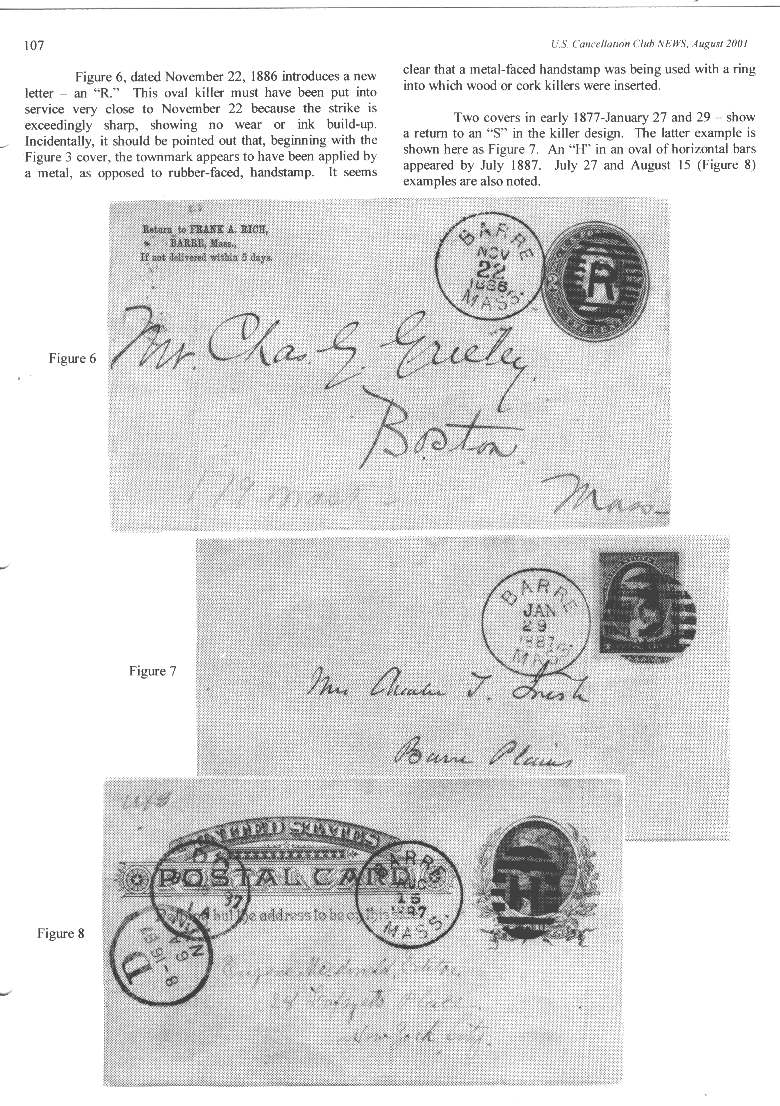 107
U.S. Cancellation Club NEWS, August 2001
Figure 6, dated November 22, 1886 introduces a new
letter – an “R.” This oval killer must have been put into
service very close to November 22 because the strike is
exceedingly sharp, showing no wear or ink build-up.
Incidentally, it should be pointed out that, beginning with the
Figure 3 cover, the townmark appears to have been applied by
a metal, as opposed to rubber-faced, handstamp. It seems
clear that a metal-faced handstamp was being used with a ring
into which wood or cork killers were inserted.
Two covers in early 1877-January 27 and 29 – show
a return to an “S” in the killer design. The latter example is
shown here as Figure 7. An “H” in an oval of horizontal bars
appeared by July 1887. July 27 and August 15 (Figure 8)
examples are also noted.
Return to FRANK A. RICH,
BARRE, Mass.,
If not delivered within 5 days.
BARRE
NOV
22
1886
MASS.
R
Figure 6
Mr. Chas. G.
Boston
Mass
BARRE
JAN
29
1887
MASS
S
Figure 7
Barre Plains
UNITED STATES
POSTAL CARD
address to be
BARRE
AUG
15
1887
MASS.
H
Figure 8
D
New York City.